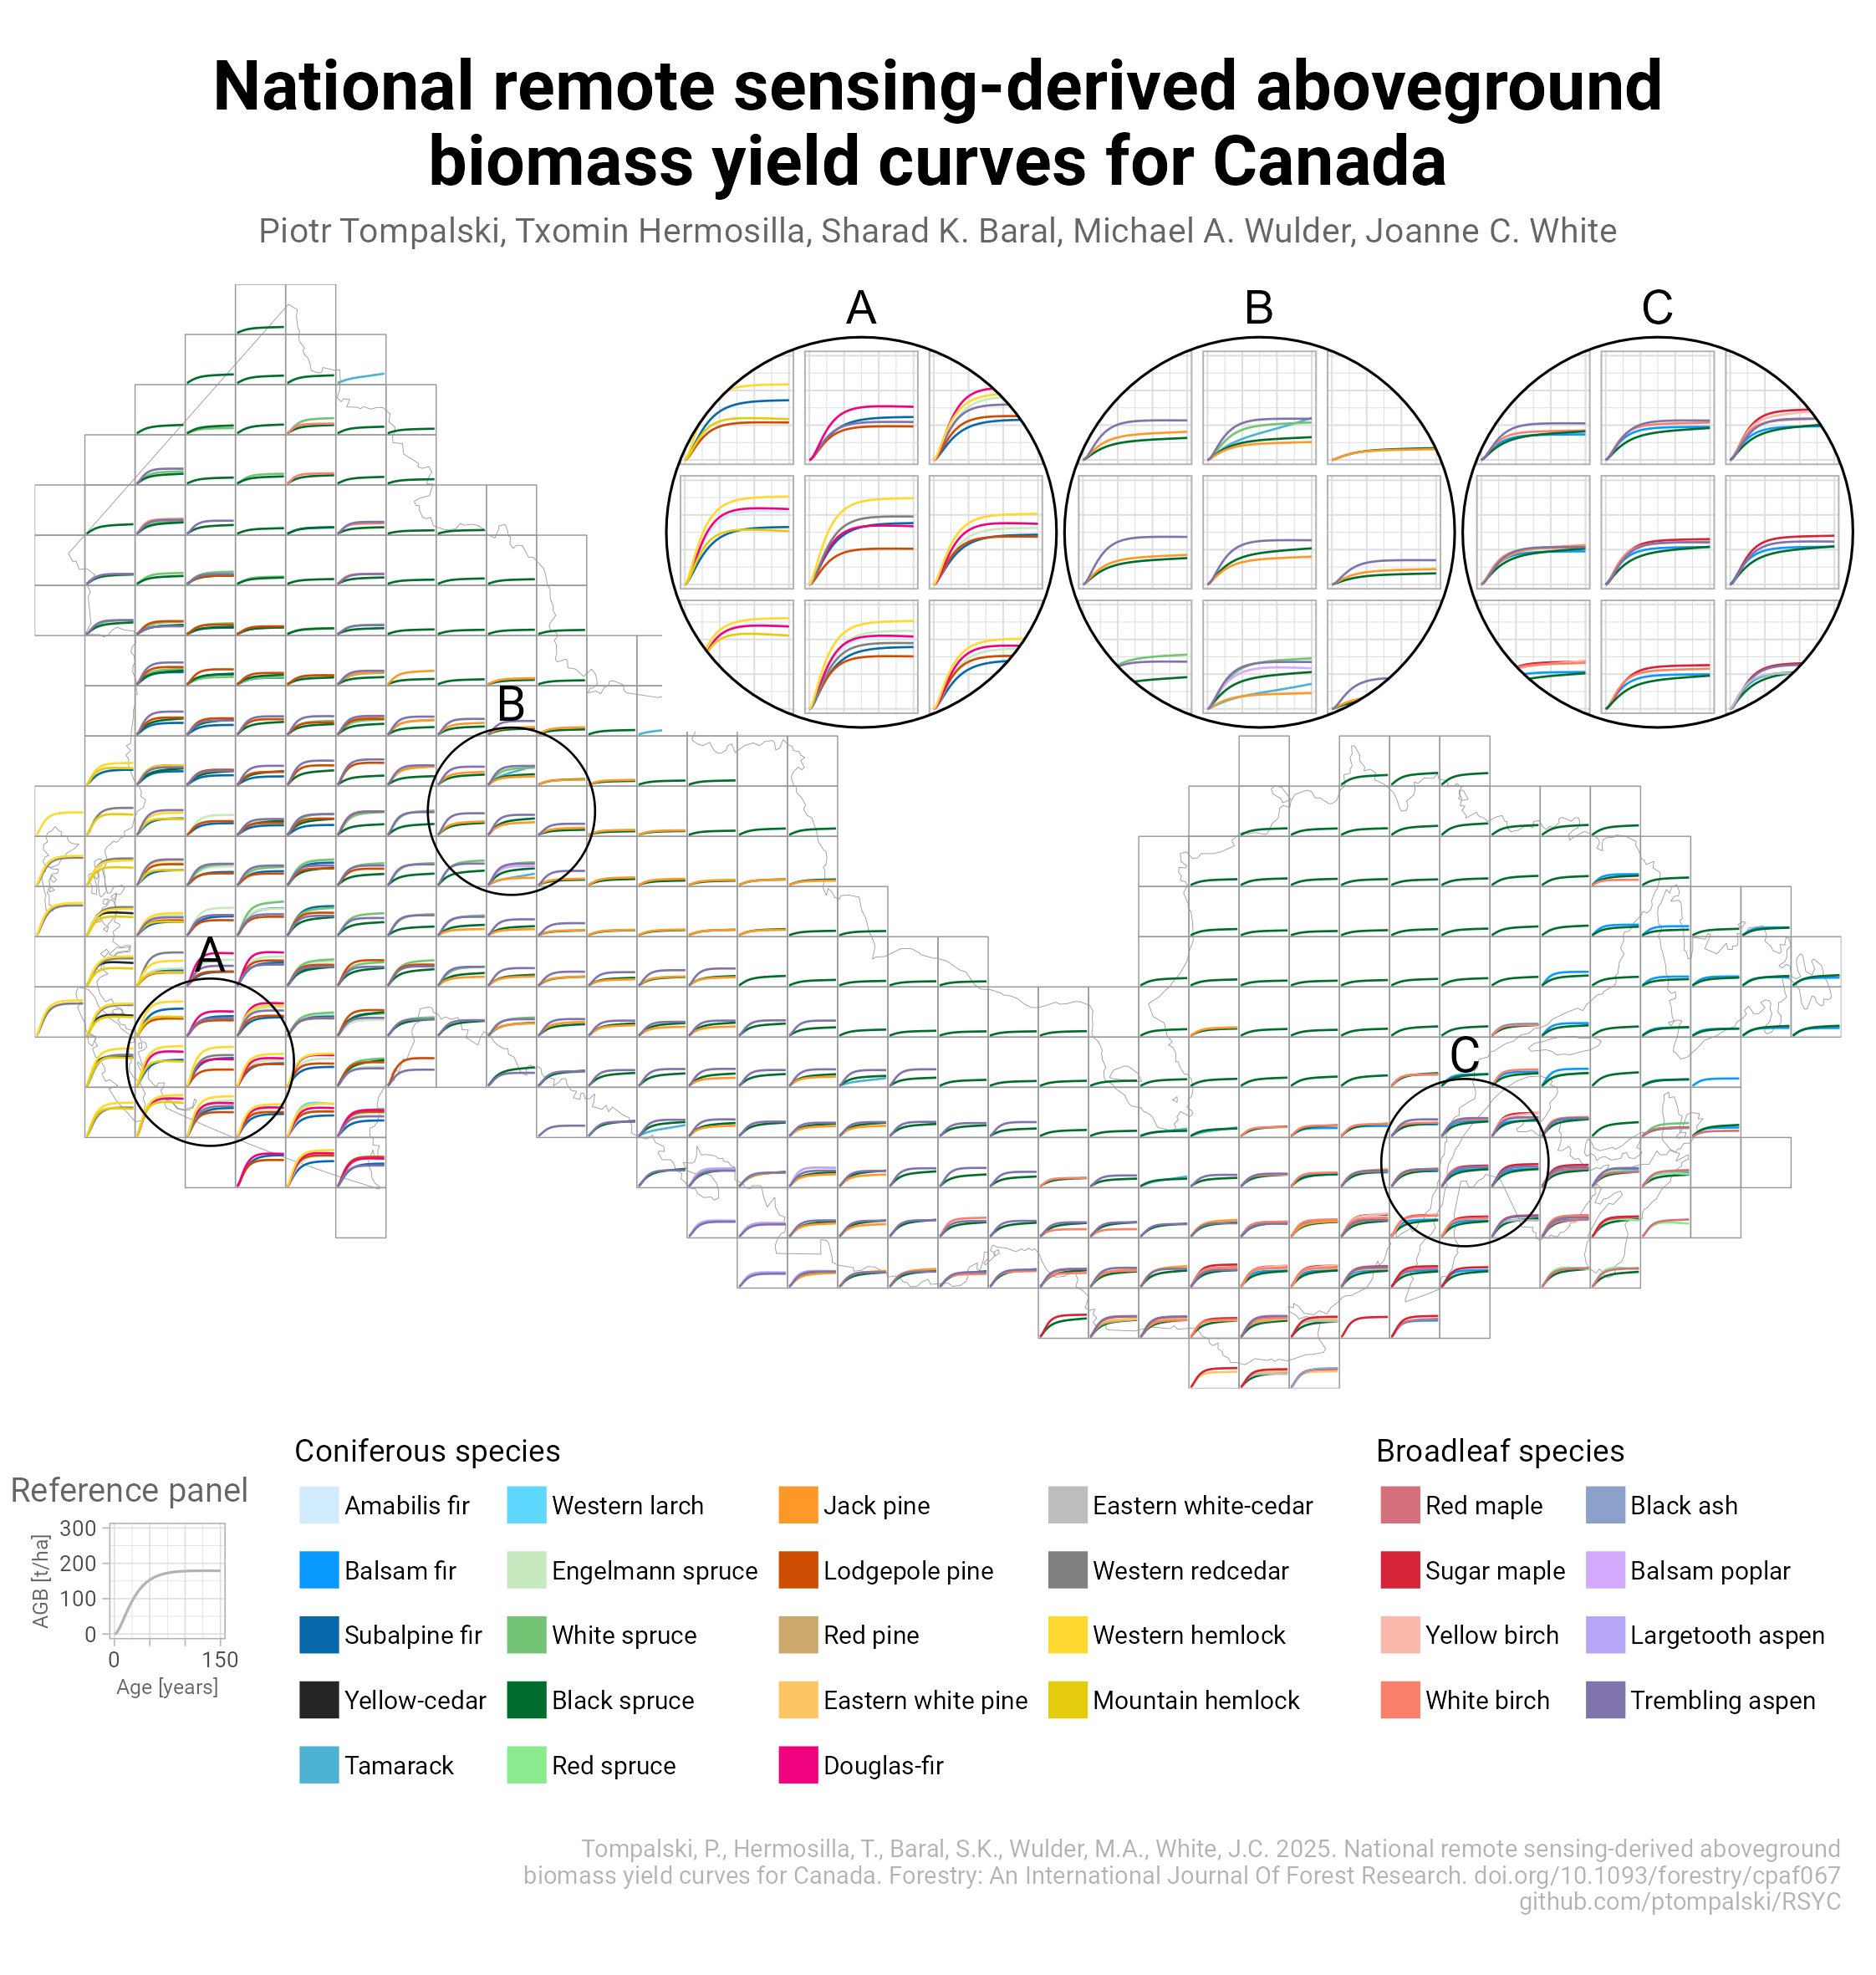 National remote sensing-derived aboveground
biomass yield curves for Canada
Piotr Tompalski, Txomin Hermosilla, Sharad K. Baral, Michael A. Wulder, Joanne C. White
A
B
C
B
A
C
Reference panel
AGB [t/ha]
300
200
100
0
0
150
Age [years]
Coniferous species
Amabilis fir
Balsam fir
Subalpine fir
Yellow-cedar
Tamarack
Western larch
Engelmann spruce
White spruce
Black spruce
Red spruce
Jack pine
Lodgepole pine
Red pine
Eastern white pine
Douglas-fir
Eastern white-cedar
Western redcedar
Western hemlock
Mountain hemlock
Broadleaf species
Red maple
Sugar maple
Yellow birch
White birch
Black ash
Balsam poplar
Largetooth aspen
Trembling aspen
Tompalski, P., Hermosilla, T., Baral, S.K., Wulder, M.A., White, J.C. 2025. National remote sensing-derived aboveground
biomass yield curves for Canada. Forestry: An International Journal Of Forest Research. doi.org/10.1093/forestry/cpaf067
github.com/ptompalski/RSYC